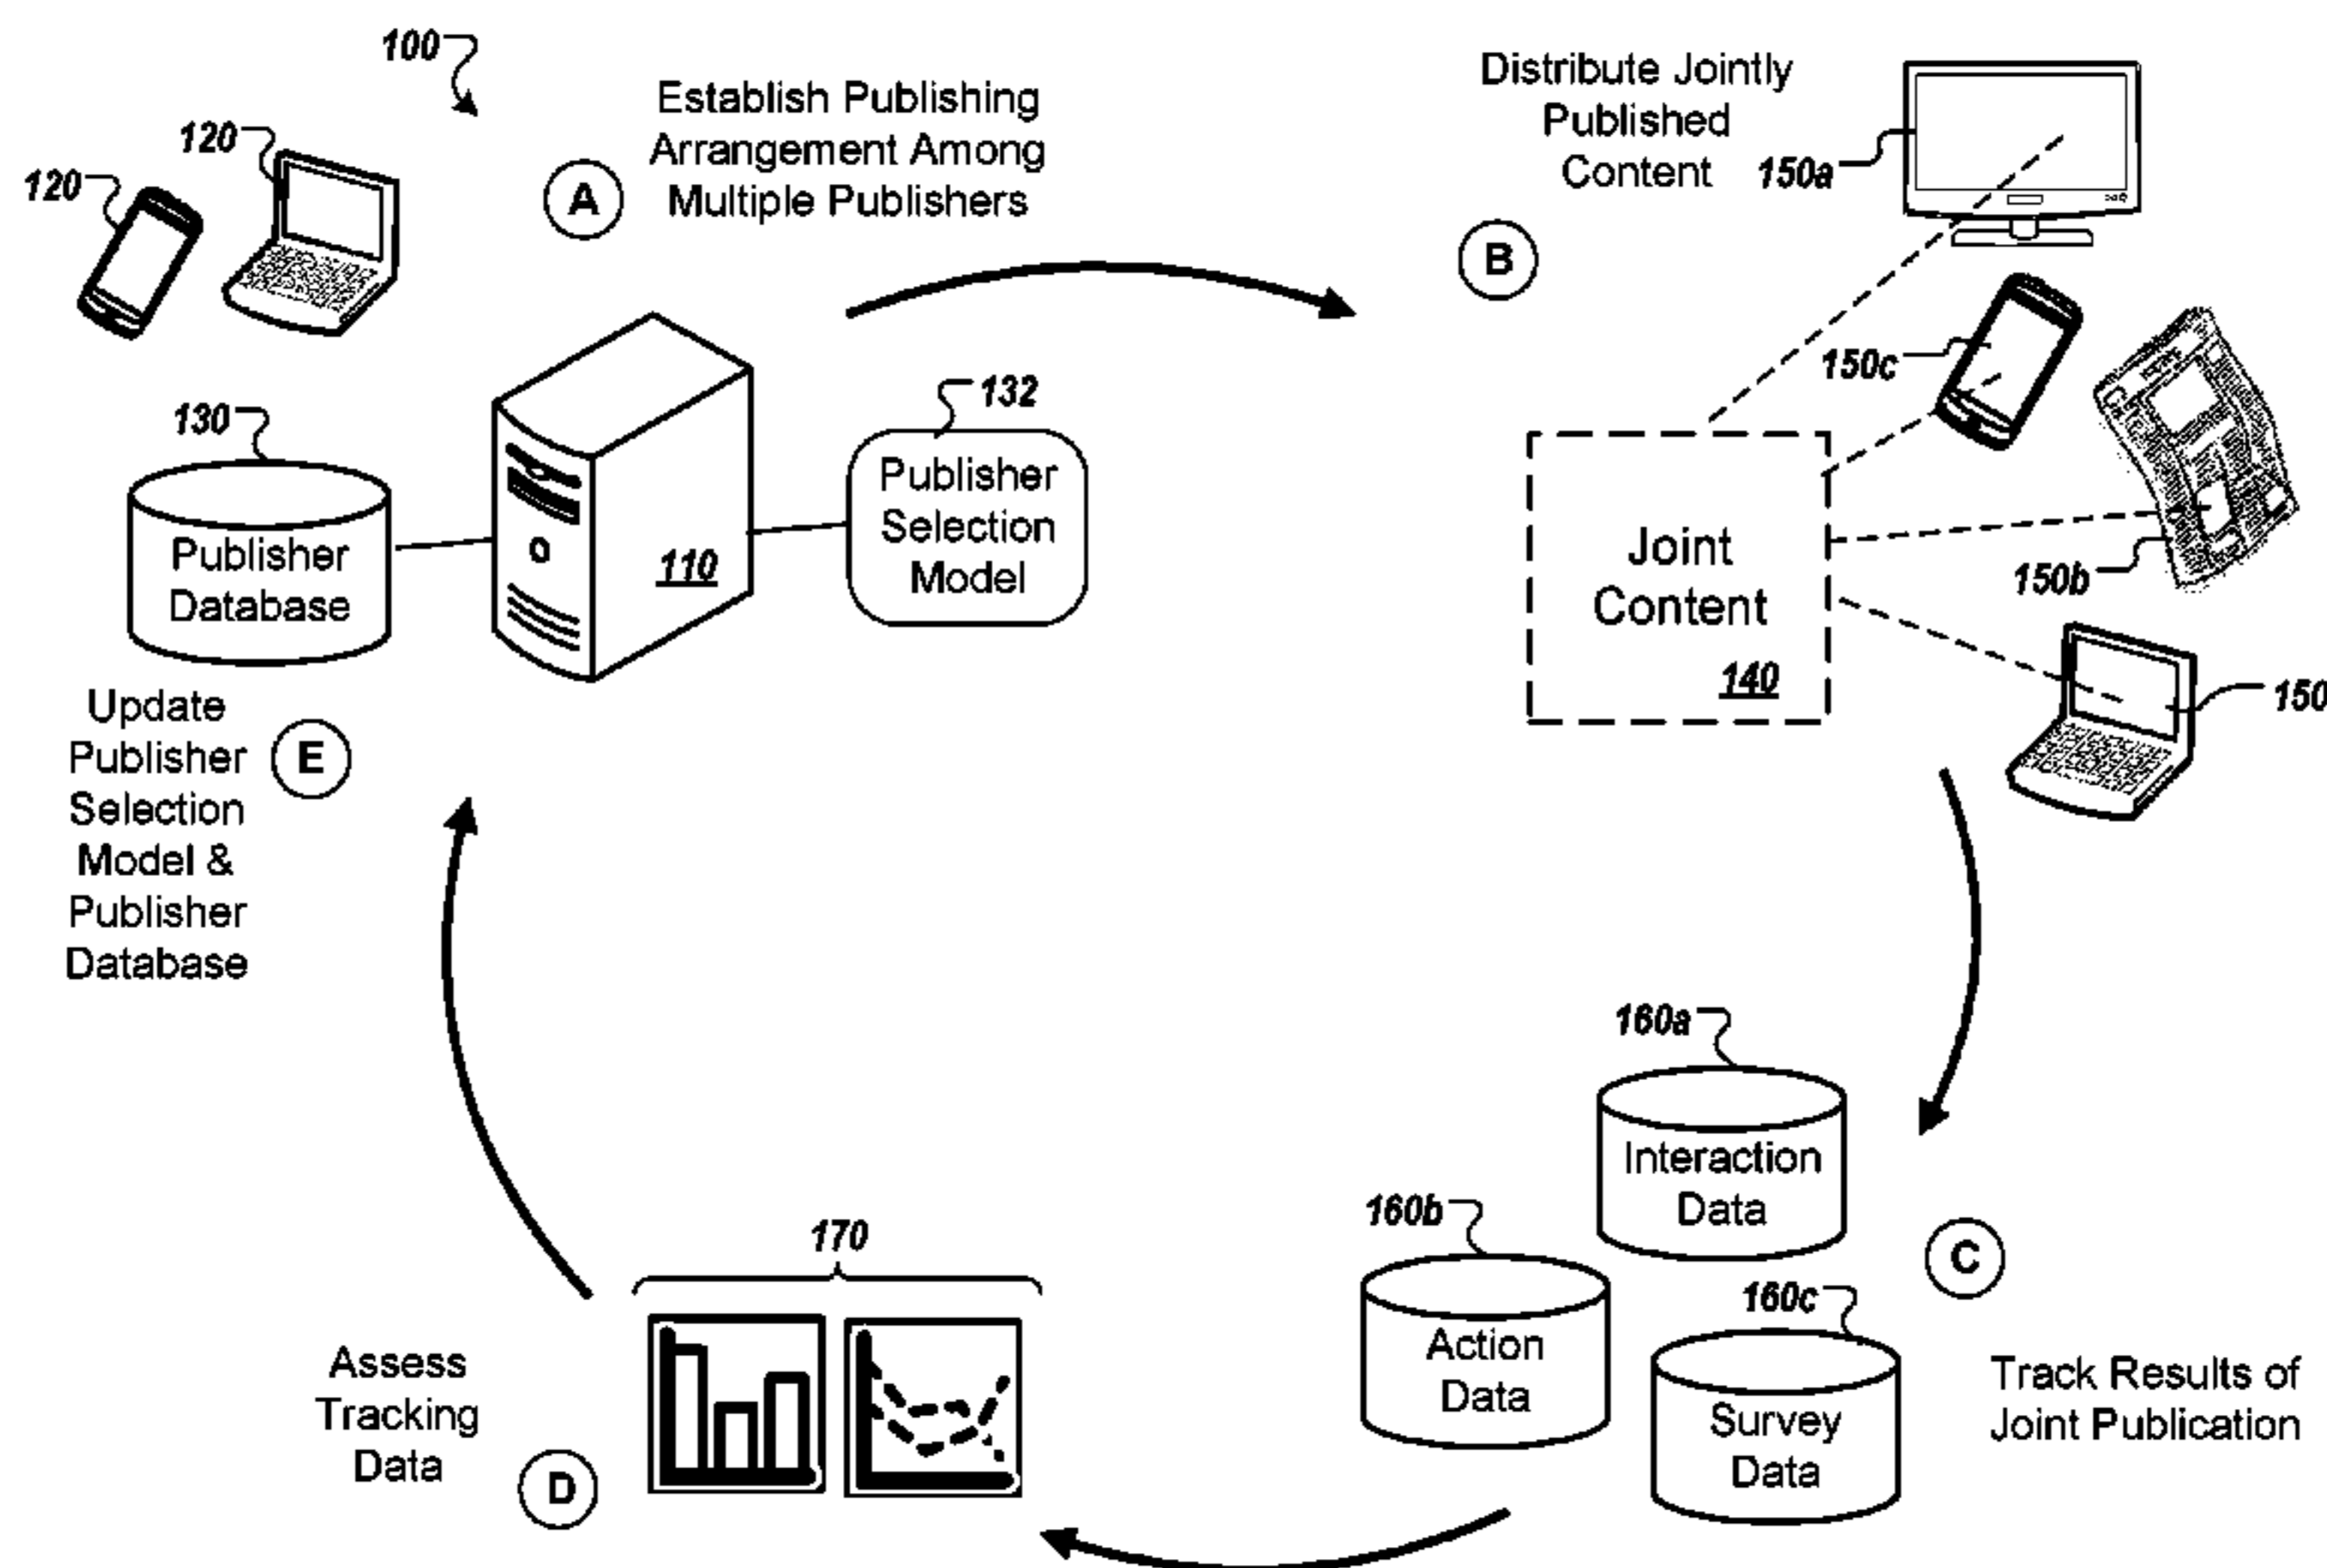 100
Establish Publishing
Arrangement Among
Multiple Publishers
A
120
120
130
Publisher
Database
110
132
Publisher
Selection
Model
Distribute Jointly
Published
Content
B
150a
150c
150b
150
Joint
Content
140
Update
Publisher
Selection
Model &
Publisher
Database
E
160a
Interaction
Data
160b
Action
Data
160c
Survey
Data
C
Track Results of
Joint Publication
170
Assess
Tracking
Data
D